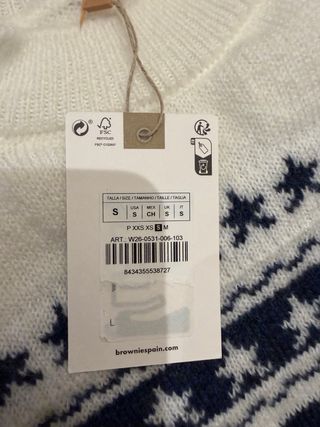 FSC
RECYCLED
TALLA / SIZE / TAMANHO / TAILLE / TAGLIA
S
USA
S
MEX
CH
UK
S
IT
S
P XXS XS S M
ART.: W26-0531-006-103
8434355538727
L
browniespain.com